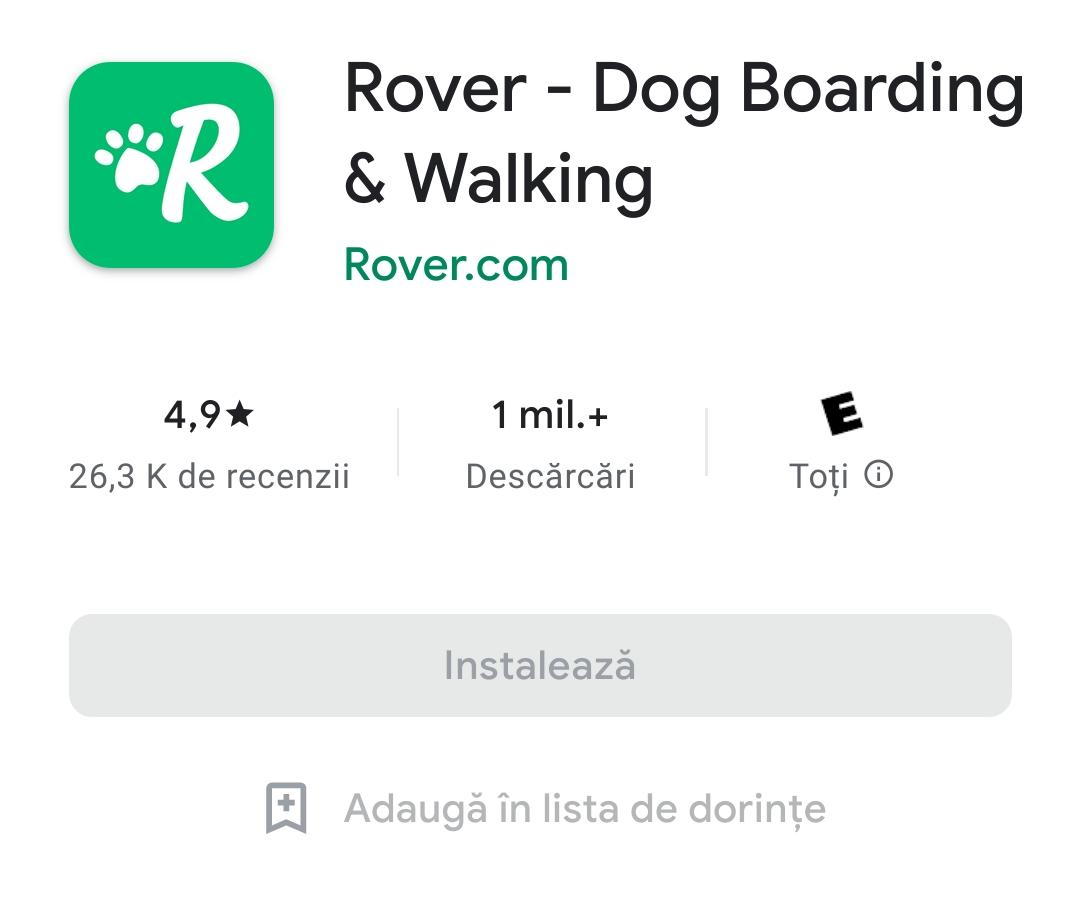 R
Rover - Dog Boarding
& Walking
Rover.com
4,9★
1 mil.+
E
26,3 K de recenzii
Descărcări
Toți
Instalează
Adaugă în lista de dorințe